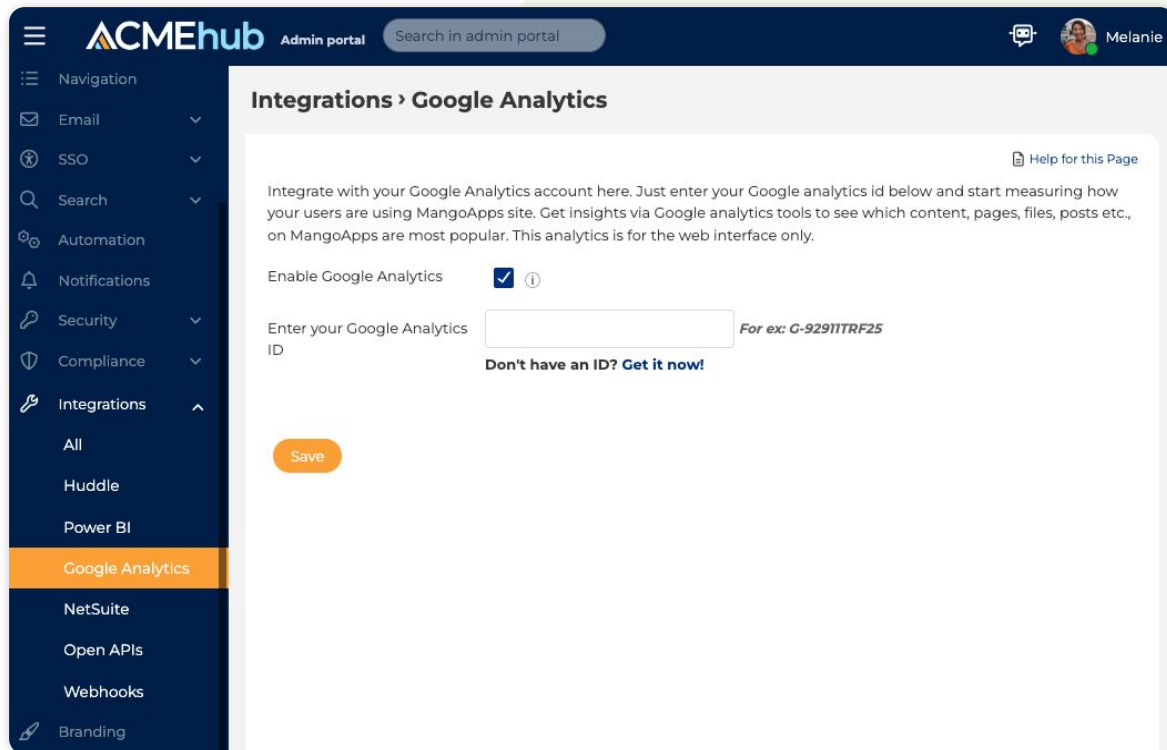 ACMEhub Admin portal Search in admin portal Melanie
Navigation
Email
SSO
Search
Automation
Notifications
Security
Compliance
Integrations
All
Huddle
Power BI
Google Analytics
NetSuite
Open APIs
Webhooks
Branding
Integrations › Google Analytics
Help for this Page
Integrate with your Google Analytics account here. Just enter your Google analytics id below and start measuring how
your users are using MangoApps site. Get insights via Google analytics tools to see which content, pages, files, posts etc.,
on MangoApps are most popular. This analytics is for the web interface only.
Enable Google Analytics
Enter your Google Analytics
ID
For ex: G-92911TRF25
Don't have an ID? Get it now!
Save